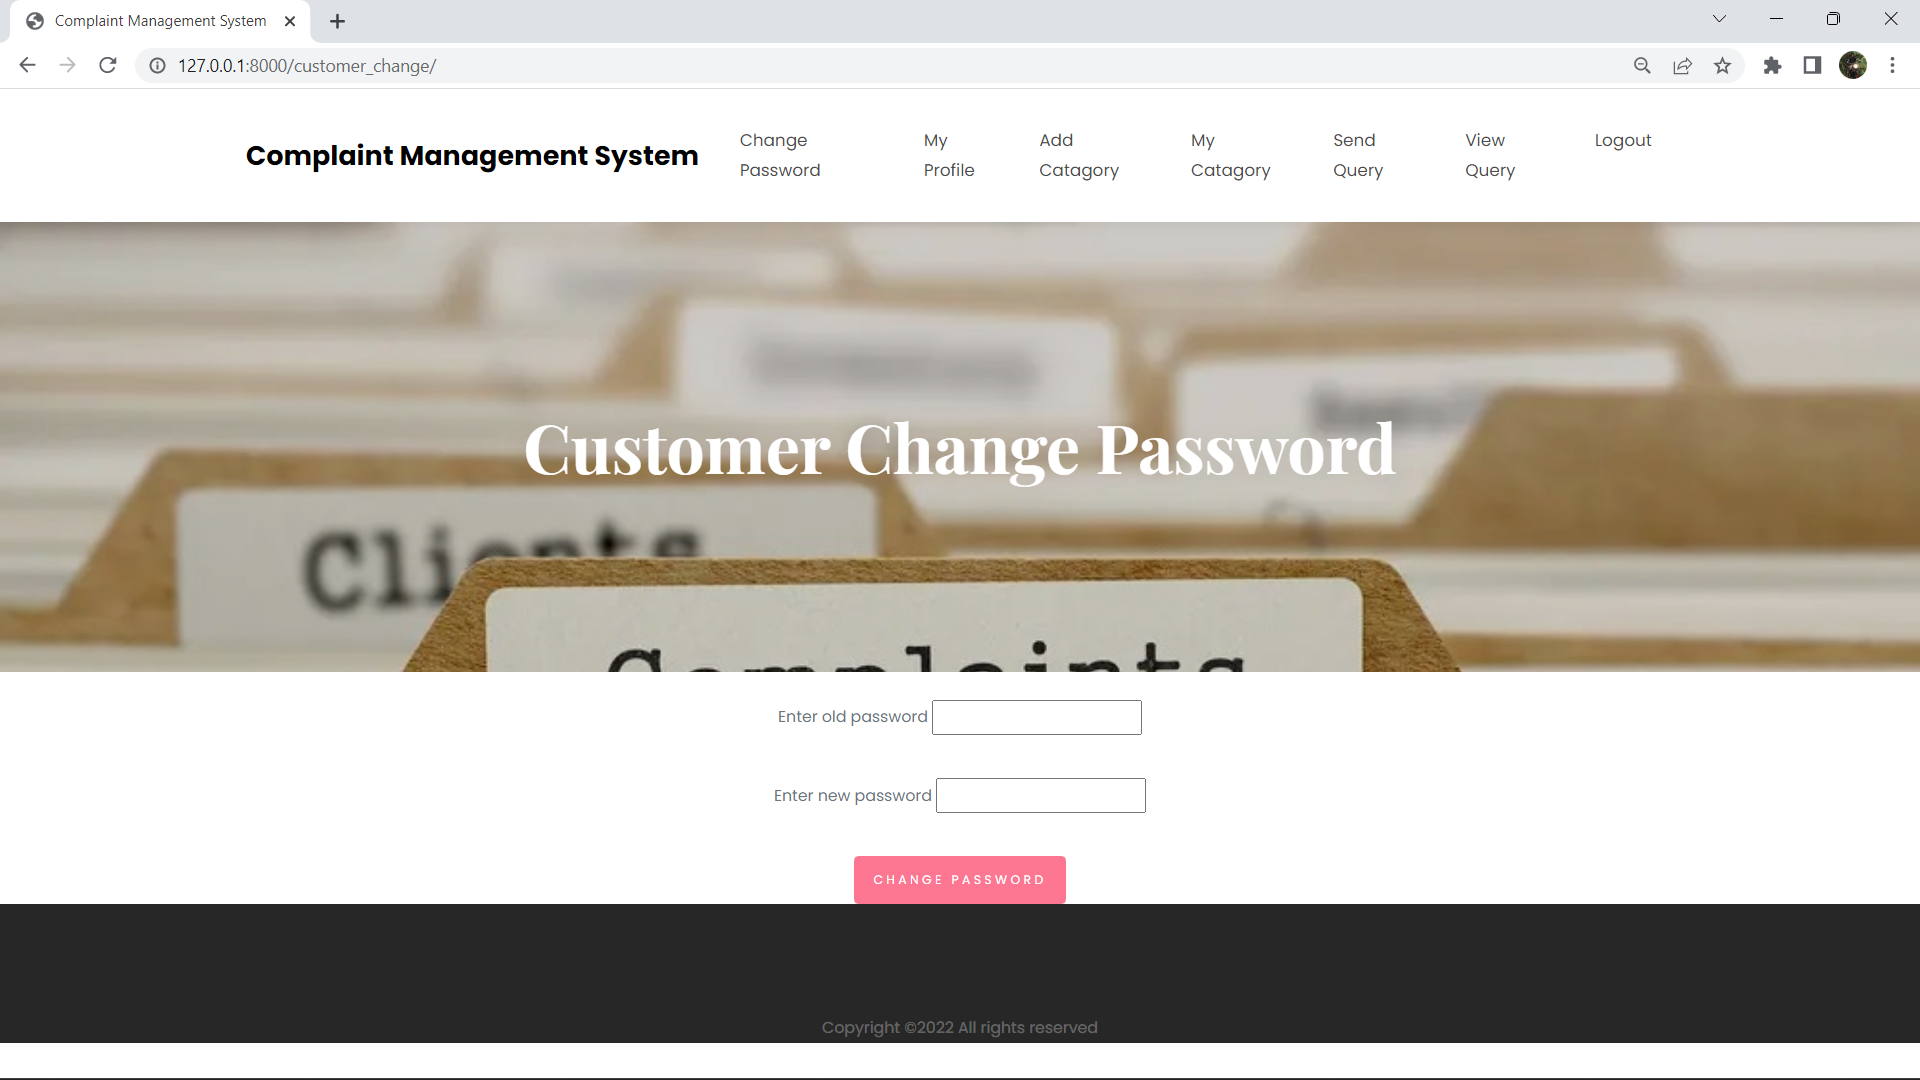 Complaint Management System
127.0.0.1:8000/customer_change/
Complaint Management System
Change Password
My Profile
Add Catagory
My Catagory
Send Query
View Query
Logout
Customer Change Password
Clients
Complaints
Enter old password
Enter new password
CHANGE PASSWORD
Copyright ©2022 All rights reserved